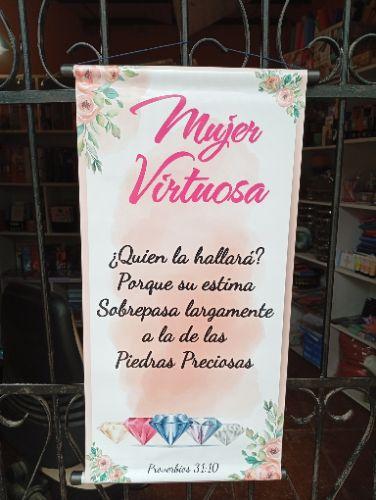 Mujer
Virtuosa
¿Quien la hallará?
Porque su estima
Sobrepasa largamente
a la de las
Piedras Preciosas
Proverbios 31:10